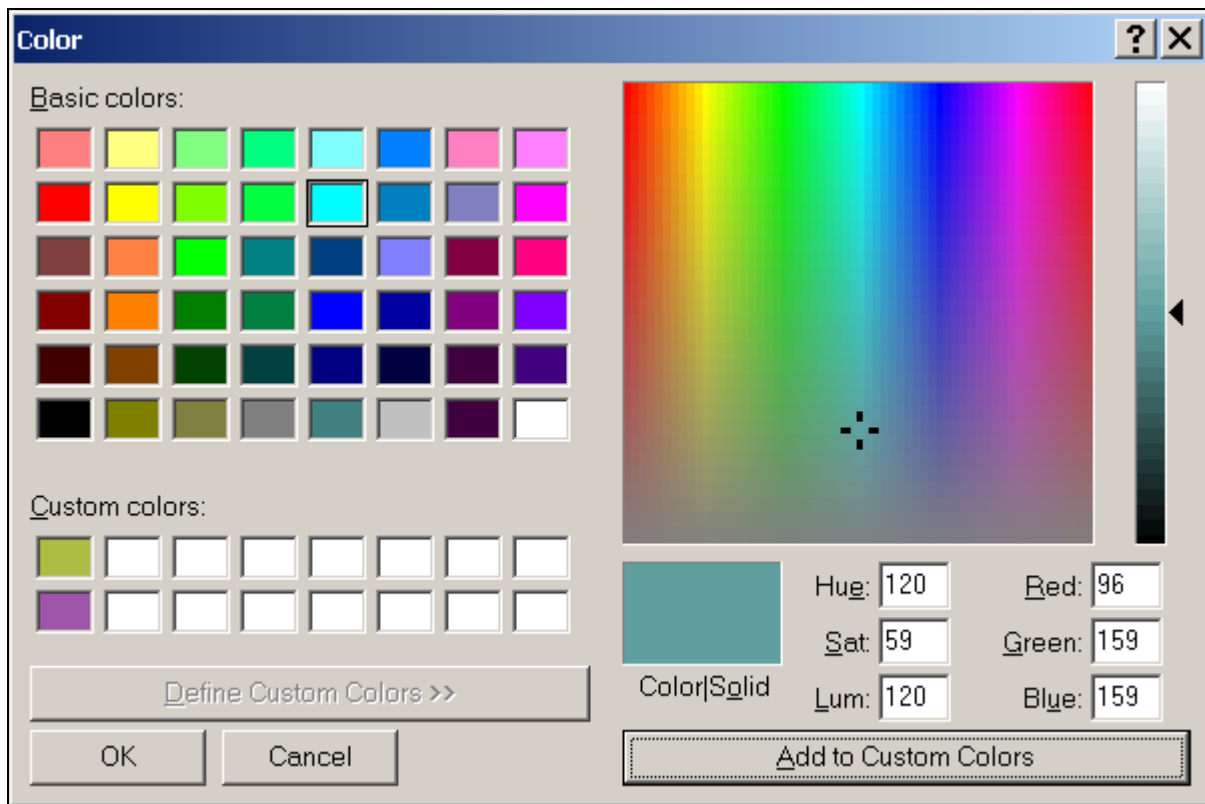 Color
Basic colors:
Custom colors:
Define Custom Colors >>
OK Cancel
Color|Solid
Hue: 120 Red: 96
Sat: 59 Green: 159
Lum: 120 Blue: 159
Add to Custom Colors